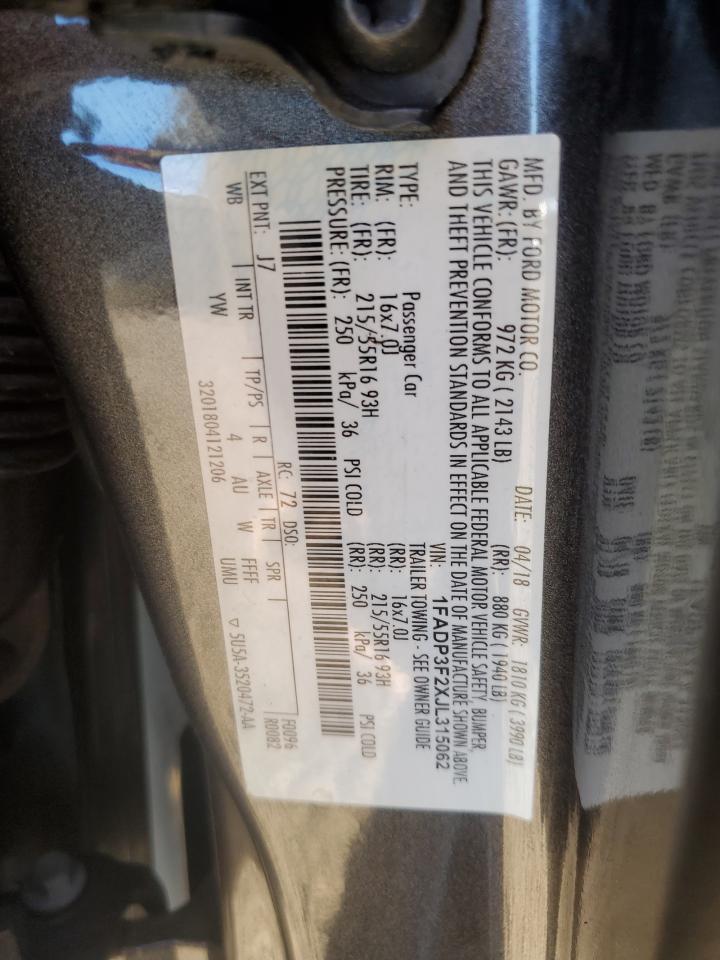 MFD. BY FORD MOTOR CO. DATE: 04/18 GVWR: 1810 KG ( 3990 LB)
GAWR: (FR): 972 KG ( 2143 LB) (RR): 880 KG ( 1940 LB)
THIS VEHICLE CONFORMS TO ALL APPLICABLE FEDERAL MOTOR VEHICLE SAFETY, BUMPER,
AND THEFT PREVENTION STANDARDS IN EFFECT ON THE DATE OF MANUFACTURE SHOWN ABOVE.
VIN: 1FADP3F2XJL315062
TYPE: Passenger Car TRAILER TOWING - SEE OWNER GUIDE
RIM: (FR): 16x7.0J (RR): 16x7.0J
TIRE: (FR): 215/55R16 93H (RR): 215/55R16 93H
PRESSURE: (FR): 250 kPa/ 36 PSI COLD (RR): 250 kPa/ 36 PSI COLD
F0096
R0082
EXT PNT: J7 RC: 72 DSO:
WB INT TR TP/PS R AXLE TR SPR
YW 4 AU W FFFF UMU
3201804121206 ▽ 5U5A-3520472-AA